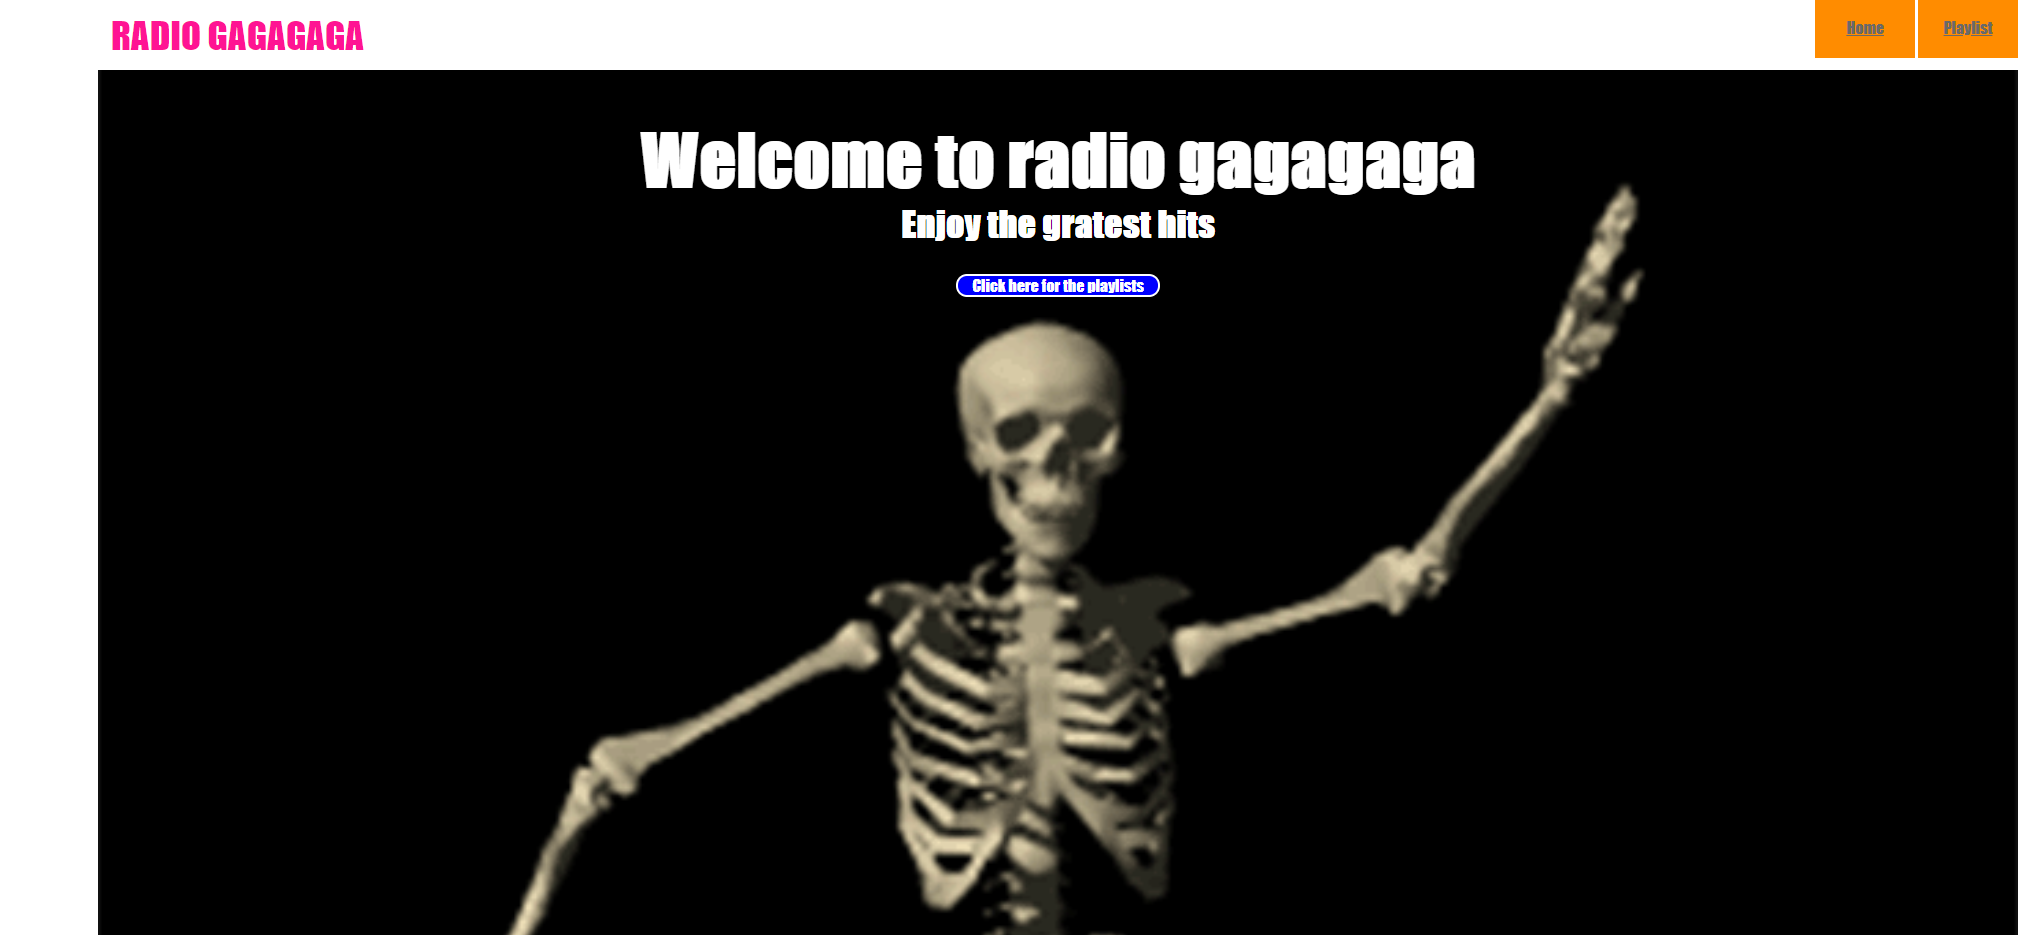 RADIO GAGAGAGA
Home
Playlist
Welcome to radio gagagaga
Enjoy the gratest hits
Click here for the playlists